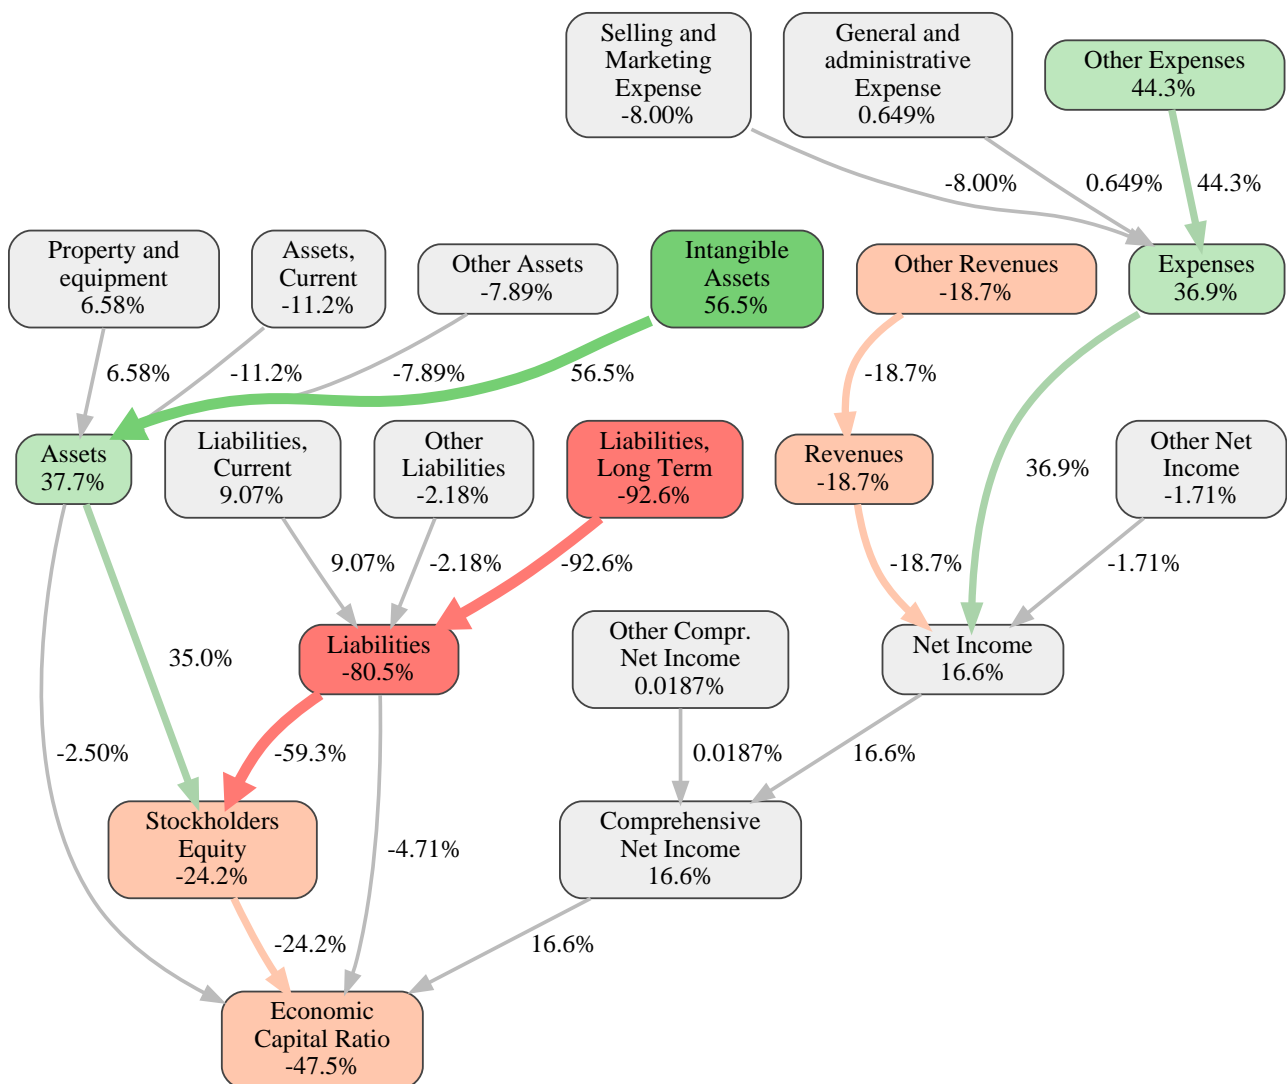 Selling and
Marketing
Expense
-8.00%
General and
administrative
Expense
0.649%
Other Expenses
44.3%
-8.00%
0.649%
44.3%
Property and
equipment
6.58%
Assets,
Current
-11.2%
Other Assets
-7.89%
Intangible
Assets
56.5%
Other Revenues
-18.7%
Expenses
36.9%
6.58%
-11.2%
-7.89%
56.5%
-18.7%
36.9%
Assets
37.7%
Liabilities,
Current
9.07%
Other
Liabilities
-2.18%
Liabilities,
Long Term
-92.6%
Revenues
-18.7%
Other Net
Income
-1.71%
9.07%
-2.18%
-92.6%
-18.7%
-1.71%
35.0%
Liabilities
-80.5%
Other Compr.
Net Income
0.0187%
Net Income
16.6%
-2.50%
-59.3%
0.0187%
16.6%
Stockholders
Equity
-24.2%
-4.71%
Comprehensive
Net Income
16.6%
-24.2%
16.6%
Economic
Capital Ratio
-47.5%